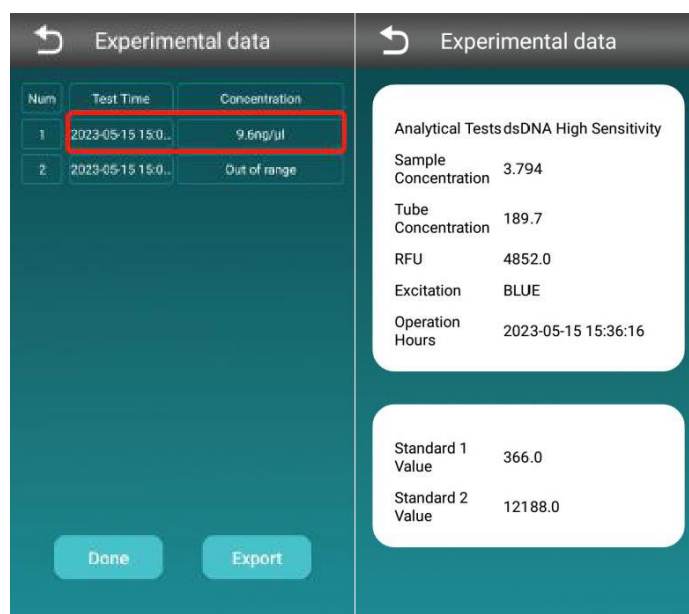 Experimental data
Num Test Time Concentration
1 2023-05-15 15:0... 9.6ng/μl
2 2023-05-15 15:0... Out of range
Done Export
Experimental data
Analytical Tests dsDNA High Sensitivity
Sample
Concentration 3.794
Tube
Concentration 189.7
RFU 4852.0
Excitation BLUE
Operation
Hours 2023-05-15 15:36:16
Standard 1
Value 366.0
Standard 2
Value 12188.0